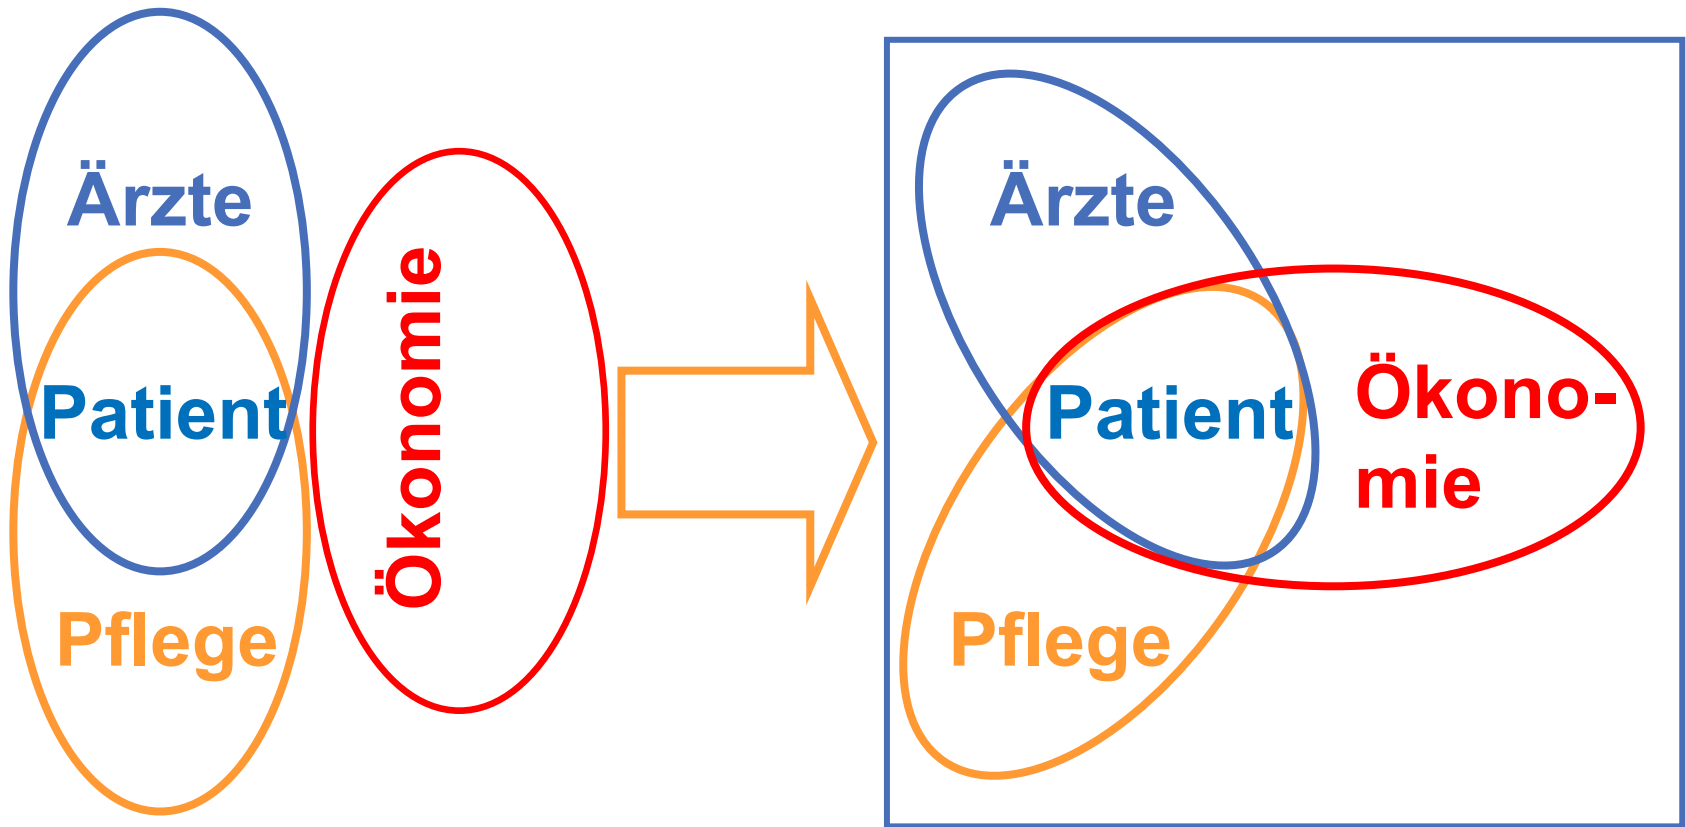 Ärzte
Patient
Pflege
Ökonomie
Ärzte
Patient
Ökono-
mie
Pflege